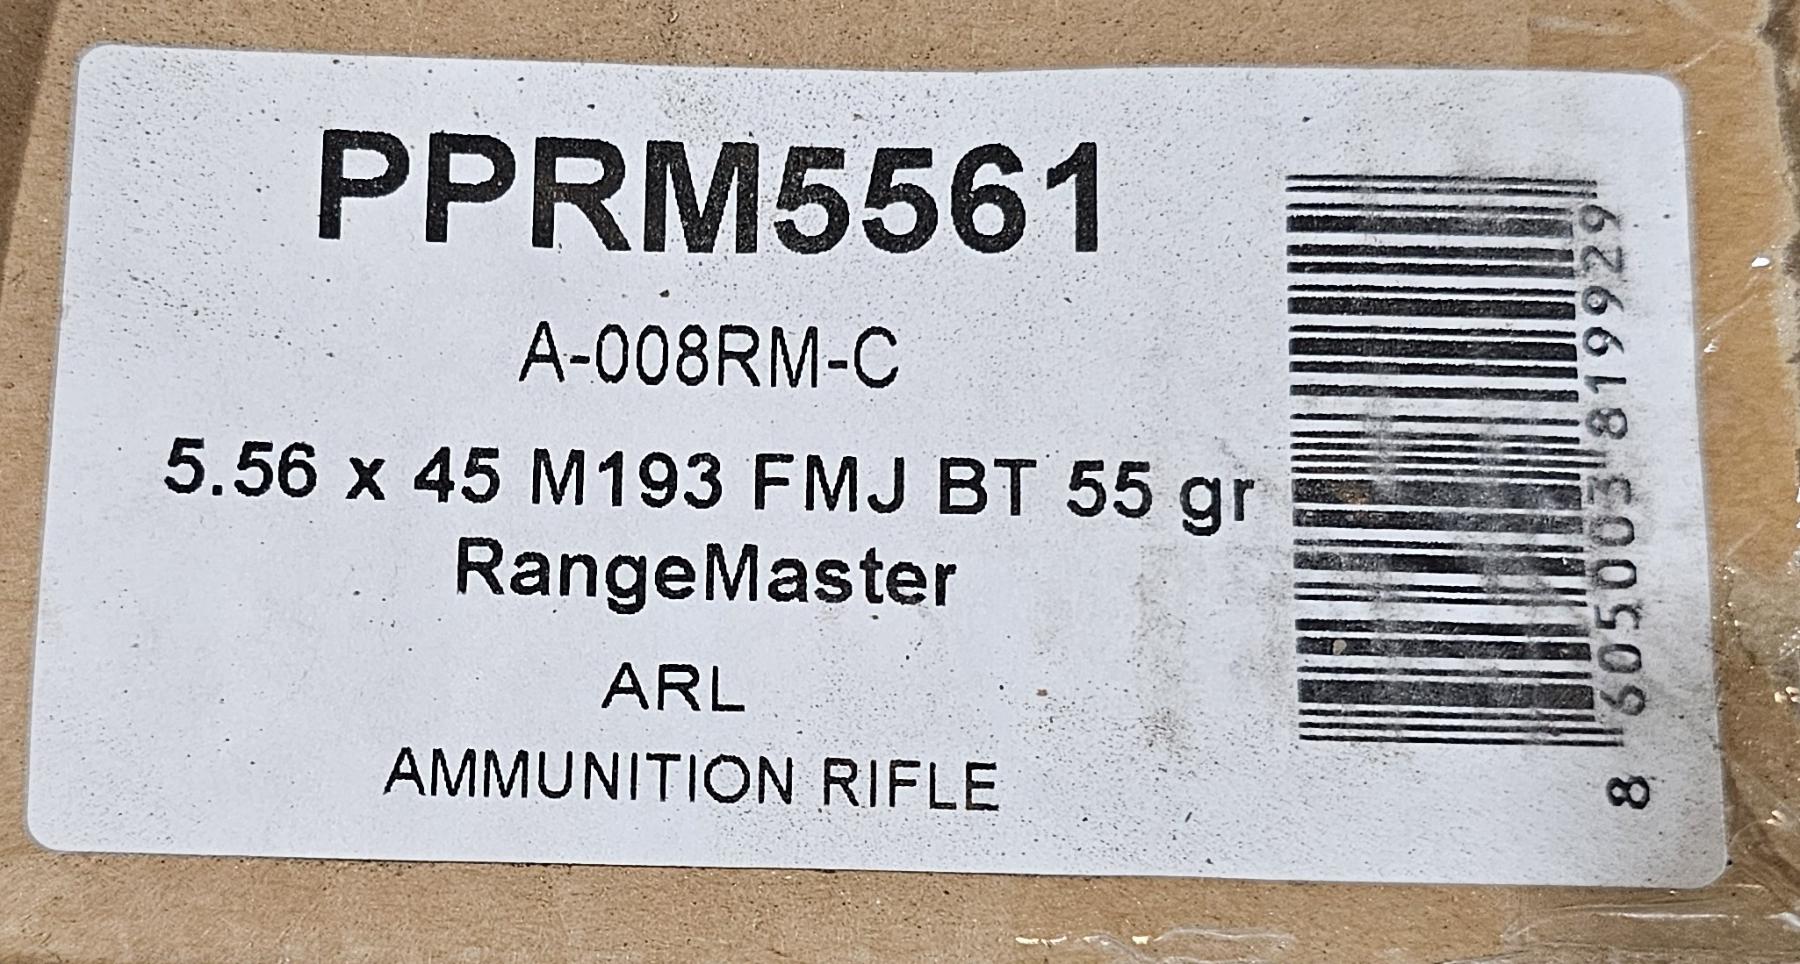 PPRM5561
A-008RM-C
5.56 x 45 M193 FMJ BT 55 gr
RangeMaster
ARL
AMMUNITION RIFLE
8 605003 819929